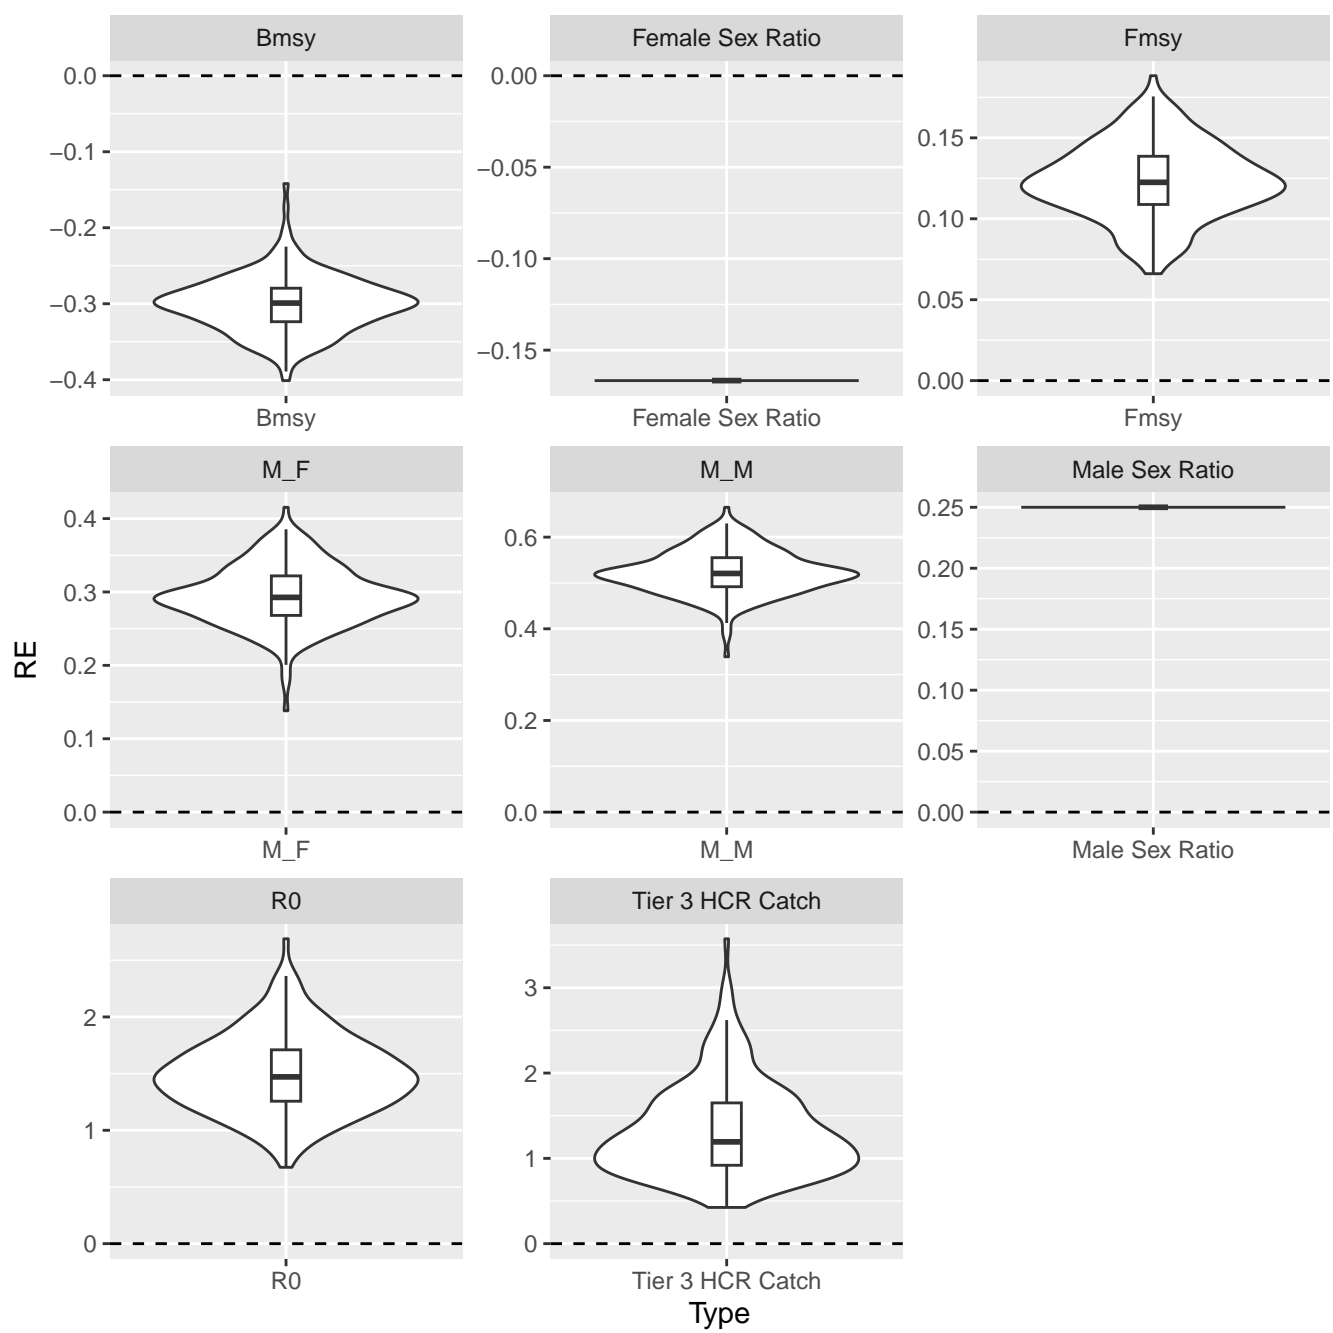 Bmsy
Female Sex Ratio
Fmsy
0.0
−0.1
−0.2
−0.3
−0.4
0.00
−0.05
−0.10
−0.15
0.15
0.10
0.05
0.00
Bmsy
Female Sex Ratio
Fmsy
M_F
M_M
Male Sex Ratio
0.4
0.3
0.2
0.1
0.0
0.6
0.4
0.2
0.0
0.25
0.20
0.15
0.10
0.05
0.00
M_F
M_M
Male Sex Ratio
RE
R0
Tier 3 HCR Catch
2
1
0
3
2
1
0
R0
Tier 3 HCR Catch
Type